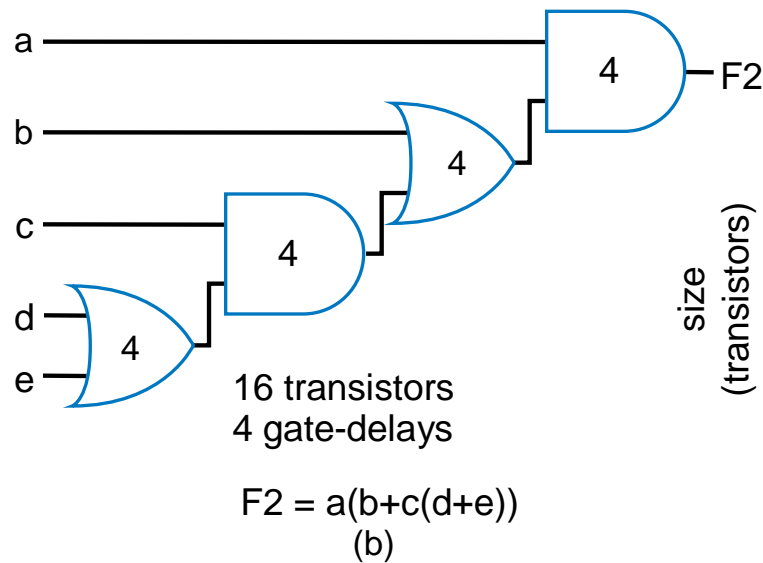 a
4
F2
b
4
c
4
d
4
e
size
(transistors)
16 transistors
4 gate-delays
F2 = a(b+c(d+e))
(b)